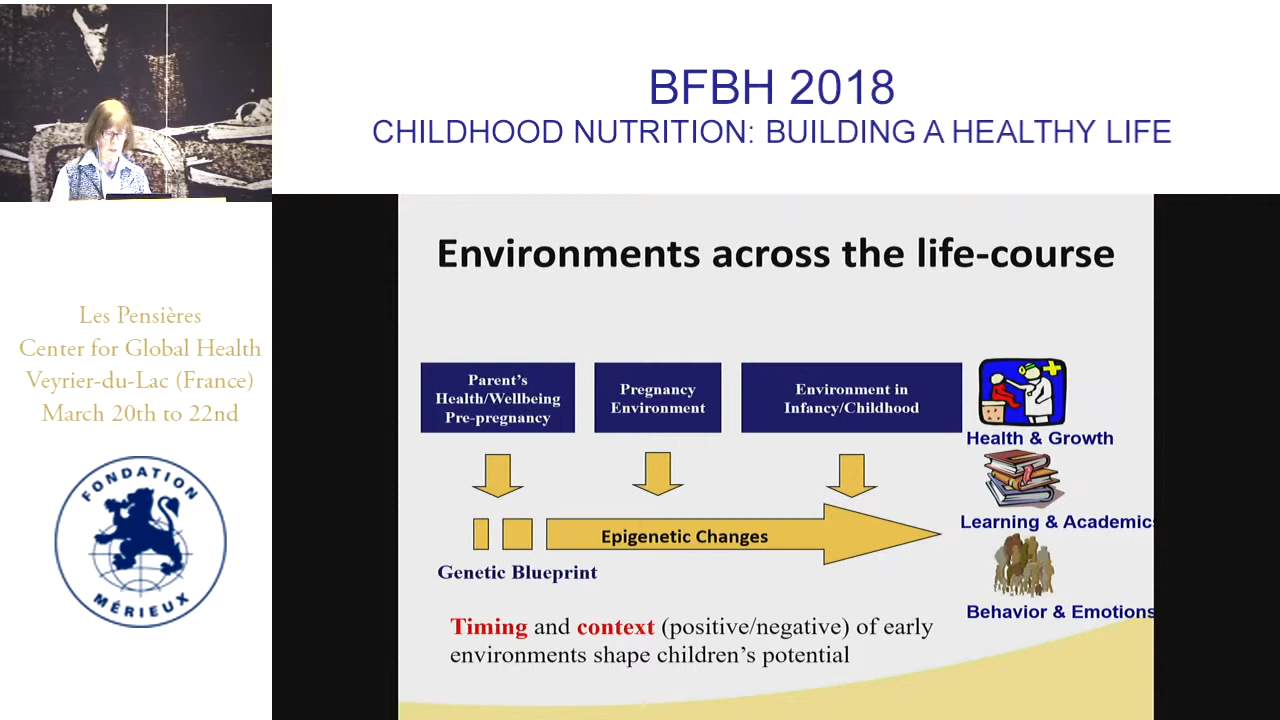 BFBH 2018
CHILDHOOD NUTRITION: BUILDING A HEALTHY LIFE
Les Pensières
Center for Global Health
Veyrier-du-Lac (France)
March 20th to 22nd
FONDATION
MÉRIEUX
Environments across the life-course
Parent's
Health/Wellbeing
Pre-pregnancy
Pregnancy
Environment
Environment in
Infancy/Childhood
Health & Growth
Learning & Academics
Epigenetic Changes
Genetic Blueprint
Behavior & Emotions
Timing and context (positive/negative) of early
environments shape children's potential